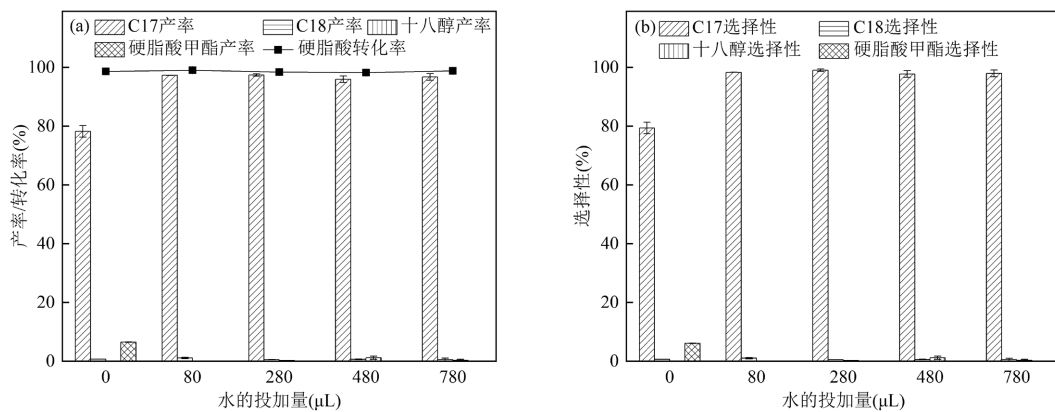 (a) C17产率 C18产率 十八醇产率
硬脂酸甲酯产率 硬脂酸转化率
产率/转化率(%)
100
80
60
40
20
0
0 80 280 480 780
水的投加量(μL)
(b) C17选择性 C18选择性
十八醇选择性 硬脂酸甲酯选择性
选择性(%)
100
80
60
40
20
0
0 80 280 480 780
水的投加量(μL)